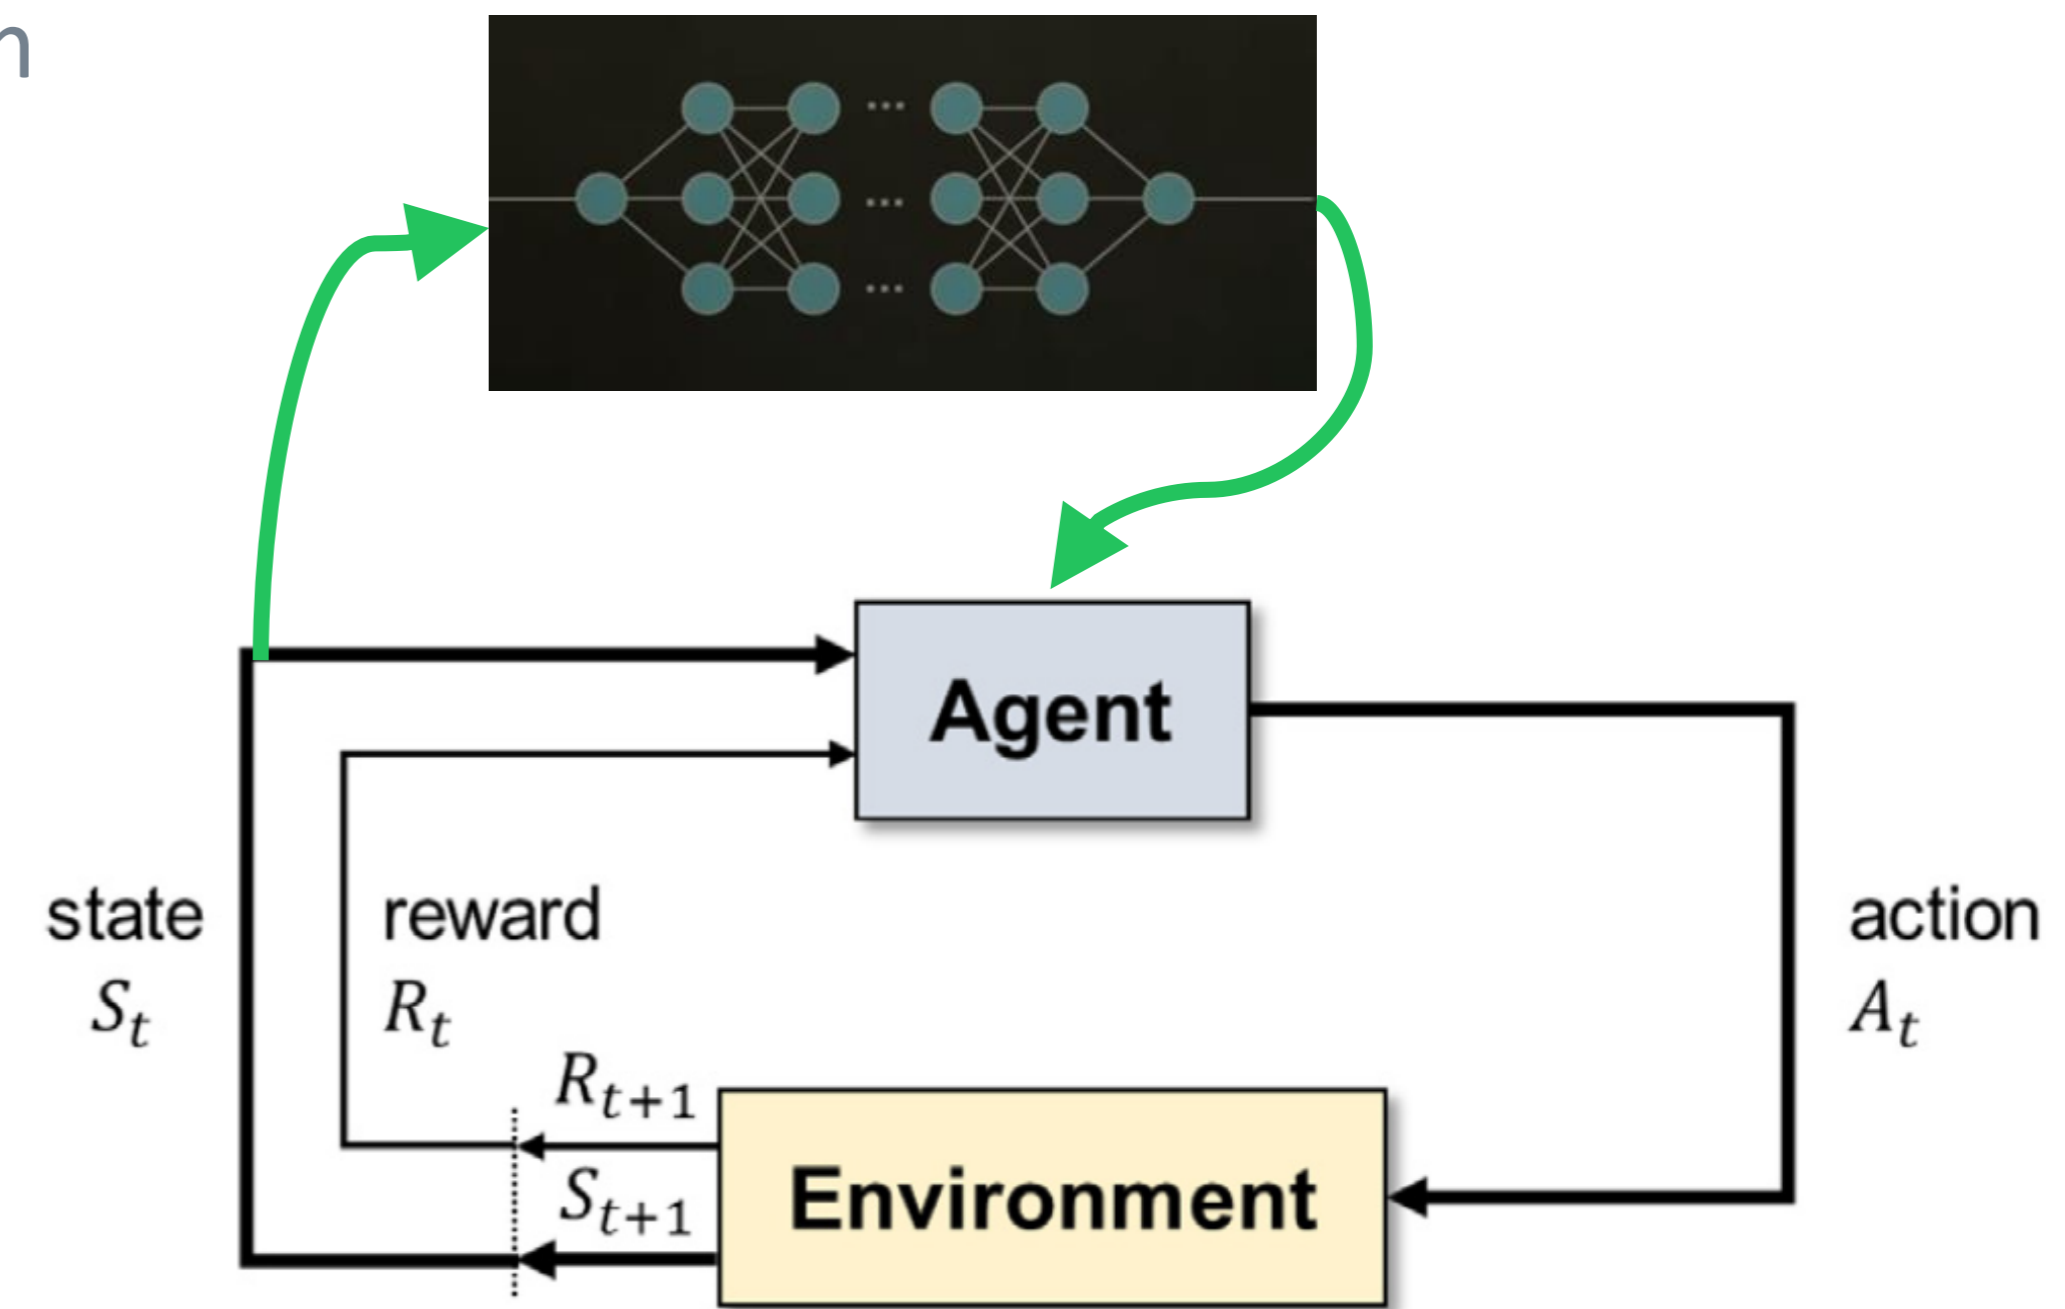 n
Agent
state
S_t
reward
R_t
action
A_t
R_{t+1}
S_{t+1}
Environment